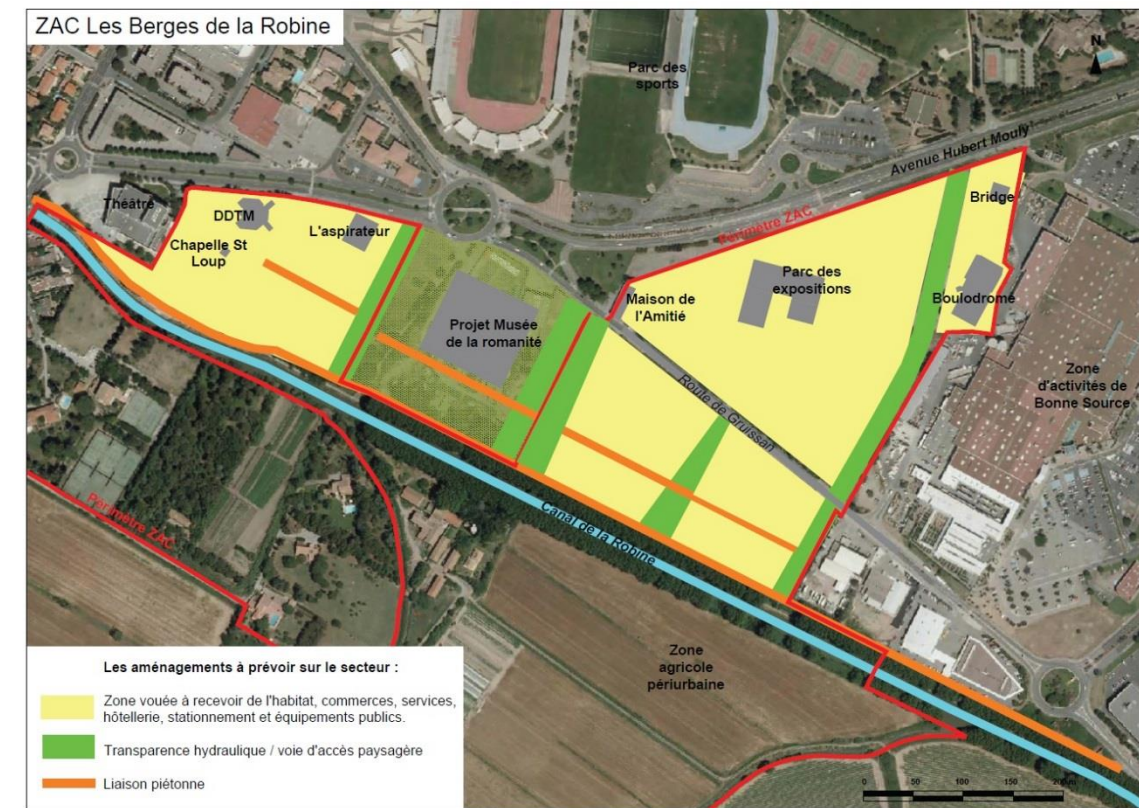 ZAC Les Berges de la Robine
N
Parc des
sports
Avenue Hubert Mouly
Théâtre
DDTM
L'aspirateur
Chapelle St
Loup
Périmètre ZAC
Bridge
Projet Musée
de la romanité
Maison de
l'Amitié
Parc des
expositions
Boulodrome
Route de Gruissan
Zone
d'activités de
Bonne Source
Périmètre ZAC
Canal de la Robine
Zone
agricole
périurbaine
Les aménagements à prévoir sur le secteur :
Zone vouée à recevoir de l'habitat, commerces, services,
hôtellerie, stationnement et équipements publics.
Transparence hydraulique / voie d'accès paysagère
Liaison piétonne
0 50 100 150 200 m